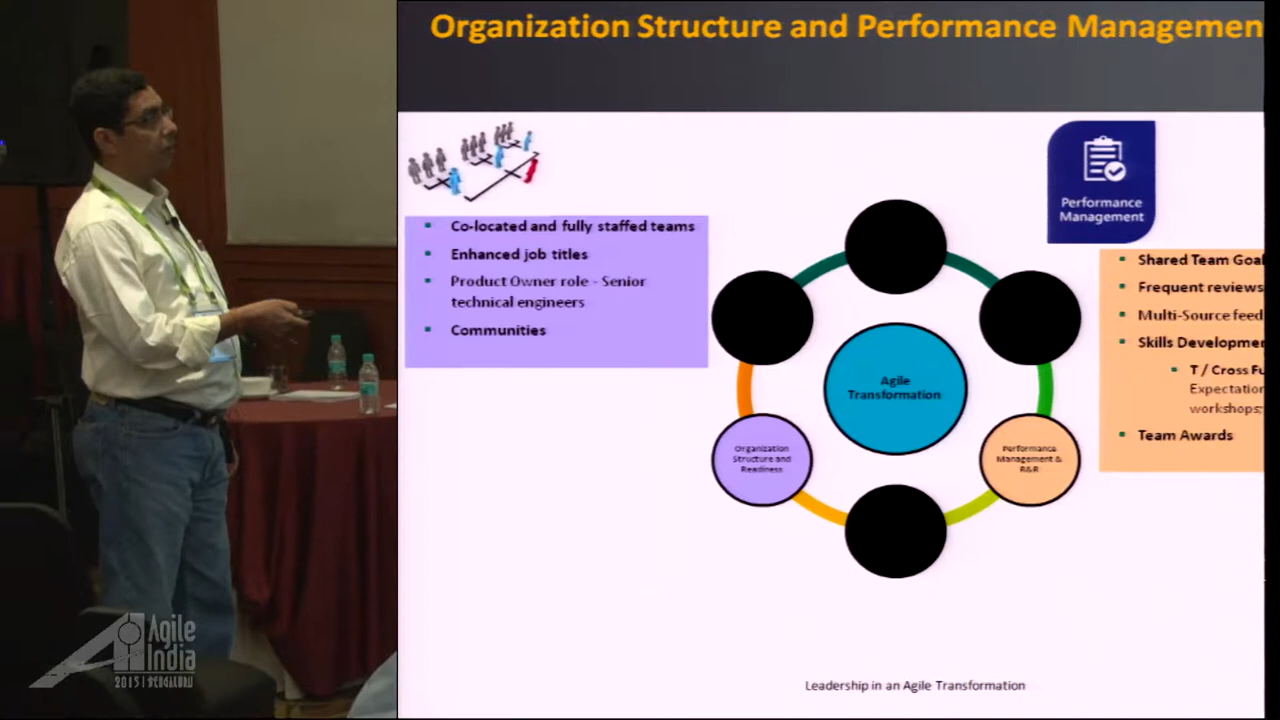 Organization Structure and Performance Managemen
Performance
Management
Co-located and fully staffed teams
Enhanced job titles
Product Owner role - Senior
technical engineers
Communities
Shared Team Goal
Frequent reviews
Multi-Source feed
Skills Developmen
T / Cross Fu
Expectation
workshops;
Team Awards
Agile
Transformation
Organization
Structure and
Readiness
Performance
Management &
R&R
Leadership in an Agile Transformation
Agile
India
2015 | BENGALURU